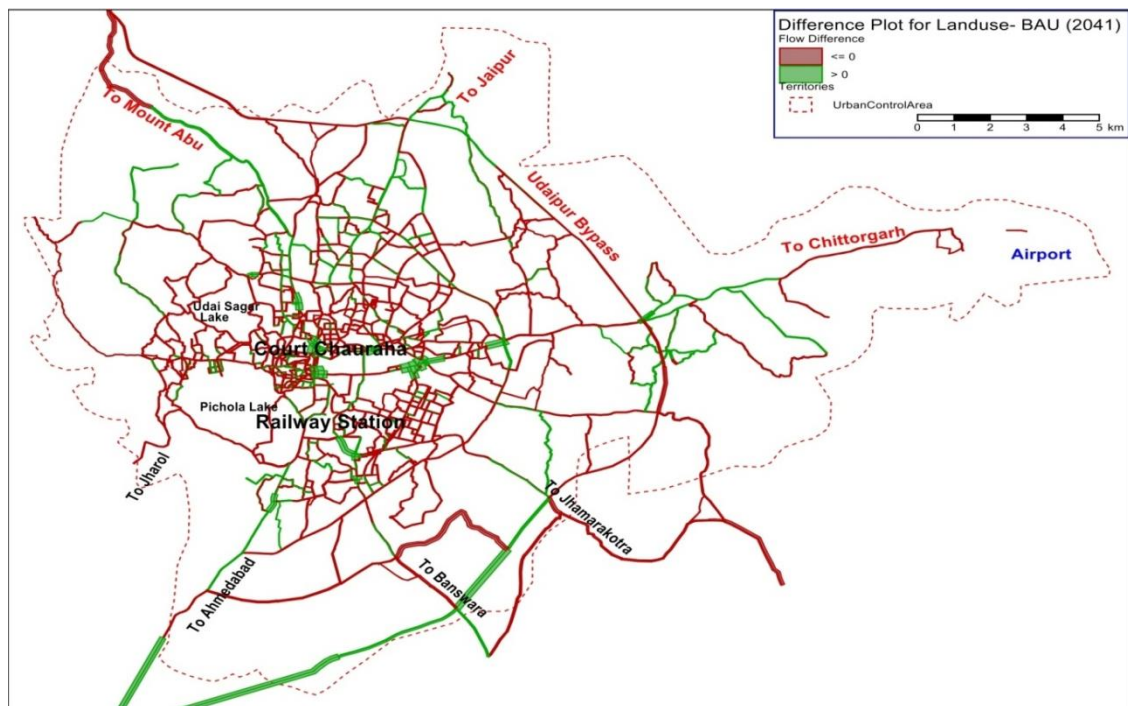 Difference Plot for Landuse- BAU (2041)
Flow Difference
<= 0
> 0
Territories
UrbanControlArea
0 1 2 3 4 5 km
To Mount Abu
To Jaipur
Udaipur Bypass
To Chittorgarh
Airport
Udai Sagar
Lake
Court Chauraha
Pichola Lake
Railway Station
To Jharol
To Jhamarakotra
To Banswara
To Ahmedabad